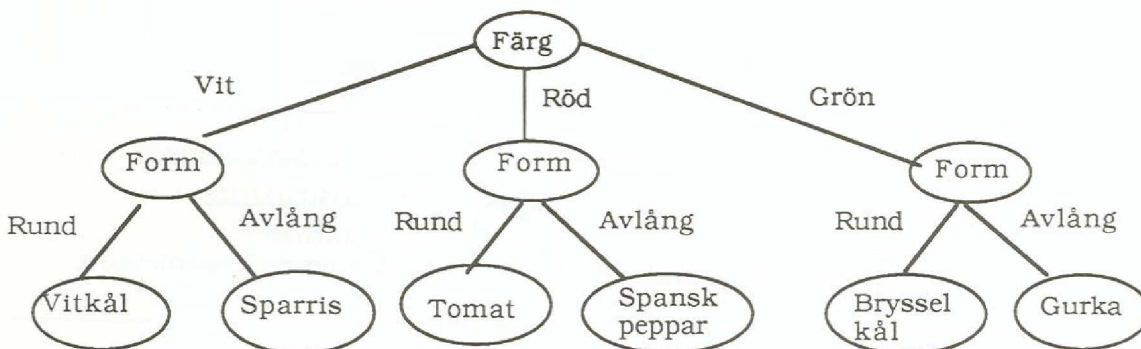 Färg
Vit
Röd
Grön
Form
Form
Form
Rund
Avlång
Rund
Avlång
Rund
Avlång
Vitkål
Sparris
Tomat
Spansk
peppar
Bryssel
kål
Gurka